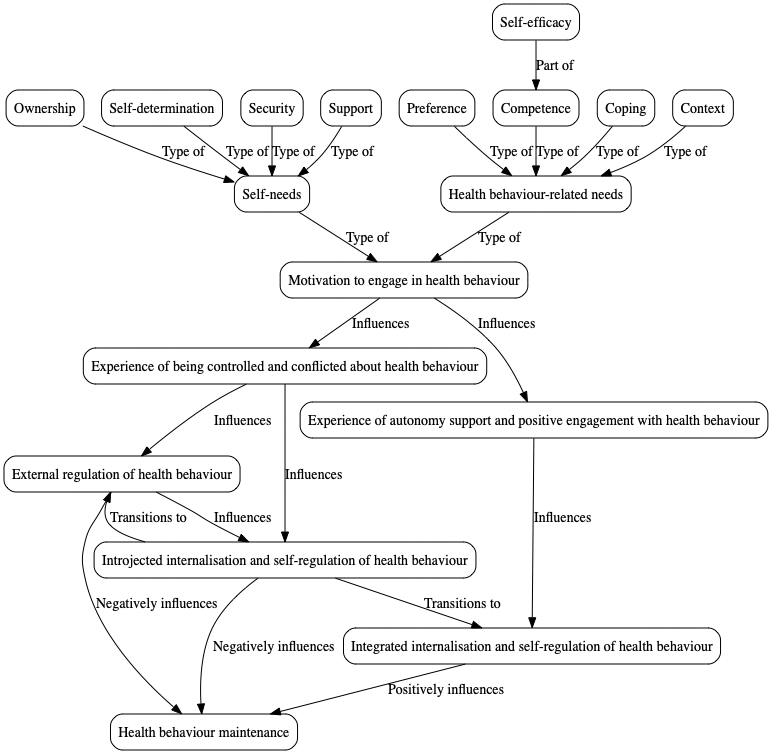 Self-efficacy
Part of
Ownership
Self-determination
Security
Support
Preference
Competence
Coping
Context
Type of
Type of
Type of
Type of
Type of
Type of
Type of
Type of
Self-needs
Health behaviour-related needs
Type of
Type of
Motivation to engage in health behaviour
Influences
Influences
Experience of being controlled and conflicted about health behaviour
Experience of autonomy support and positive engagement with health behaviour
Influences
External regulation of health behaviour
Influences
Transitions to
Influences
Influences
Introjected internalisation and self-regulation of health behaviour
Negatively influences
Transitions to
Negatively influences
Integrated internalisation and self-regulation of health behaviour
Positively influences
Health behaviour maintenance